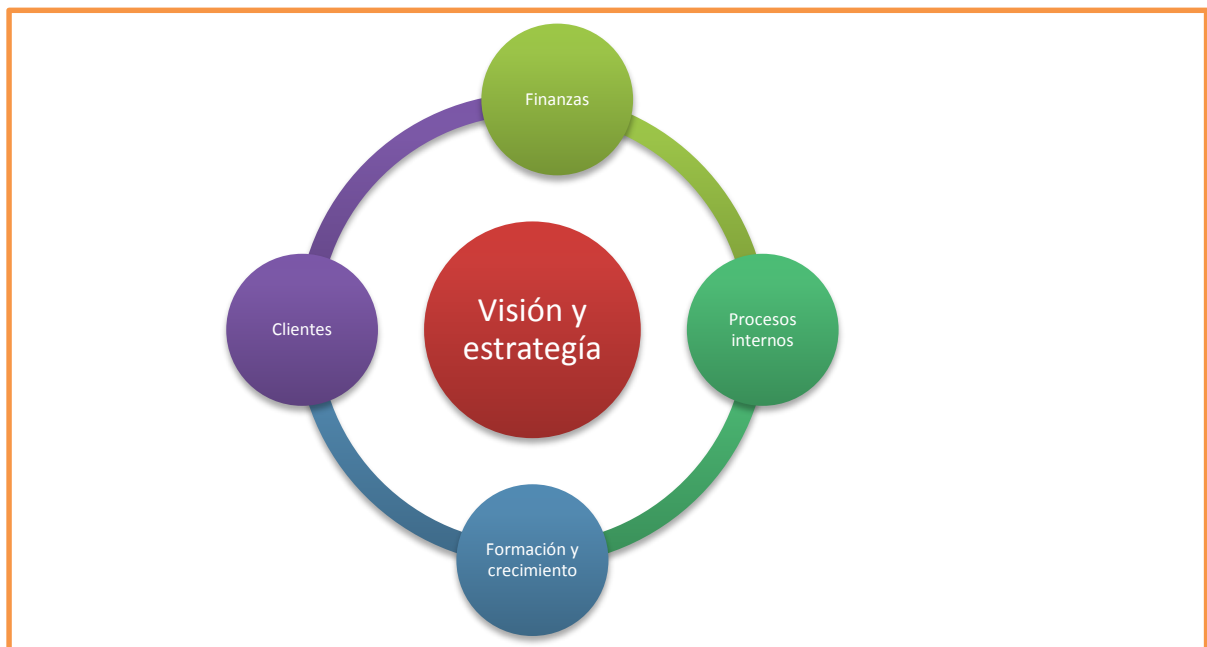 Finanzas
Clientes
Visión y
estrategía
Procesos
internos
Formación y
crecimiento